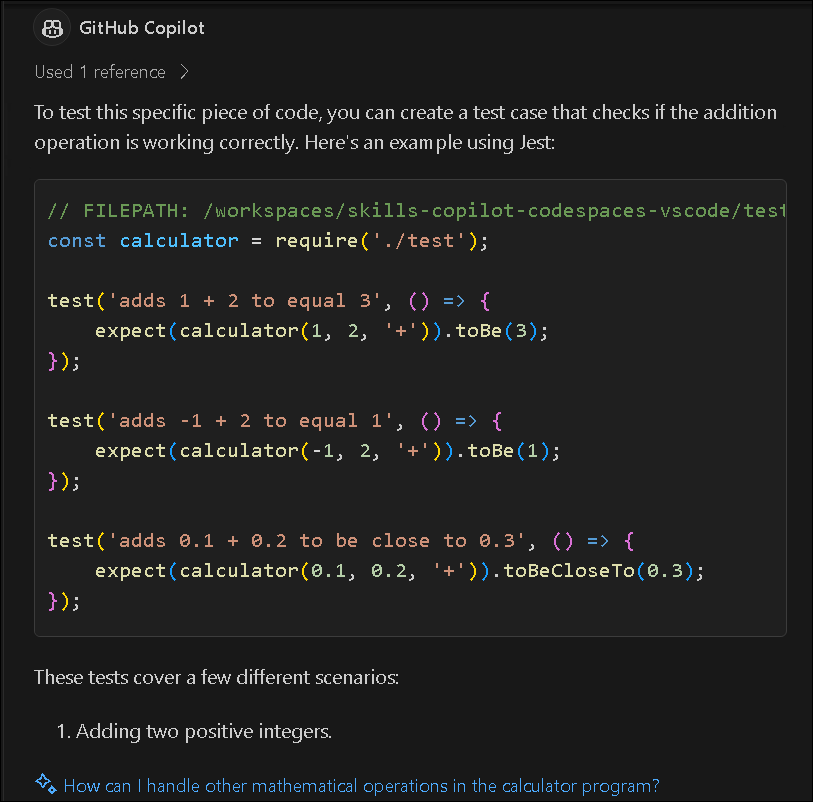 GitHub Copilot
Used 1 reference
To test this specific piece of code, you can create a test case that checks if the addition
operation is working correctly. Here's an example using Jest:
// FILEPATH: /workspaces/skills-copilot-codespaces-vscode/test
const calculator = require('./test');
test('adds 1 + 2 to equal 3', () => {
    expect(calculator(1, 2, '+')).toBe(3);
});
test('adds -1 + 2 to equal 1', () => {
    expect(calculator(-1, 2, '+')).toBe(1);
});
test('adds 0.1 + 0.2 to be close to 0.3', () => {
    expect(calculator(0.1, 0.2, '+')).toBeCloseTo(0.3);
});
These tests cover a few different scenarios:
1. Adding two positive integers.
How can I handle other mathematical operations in the calculator program?